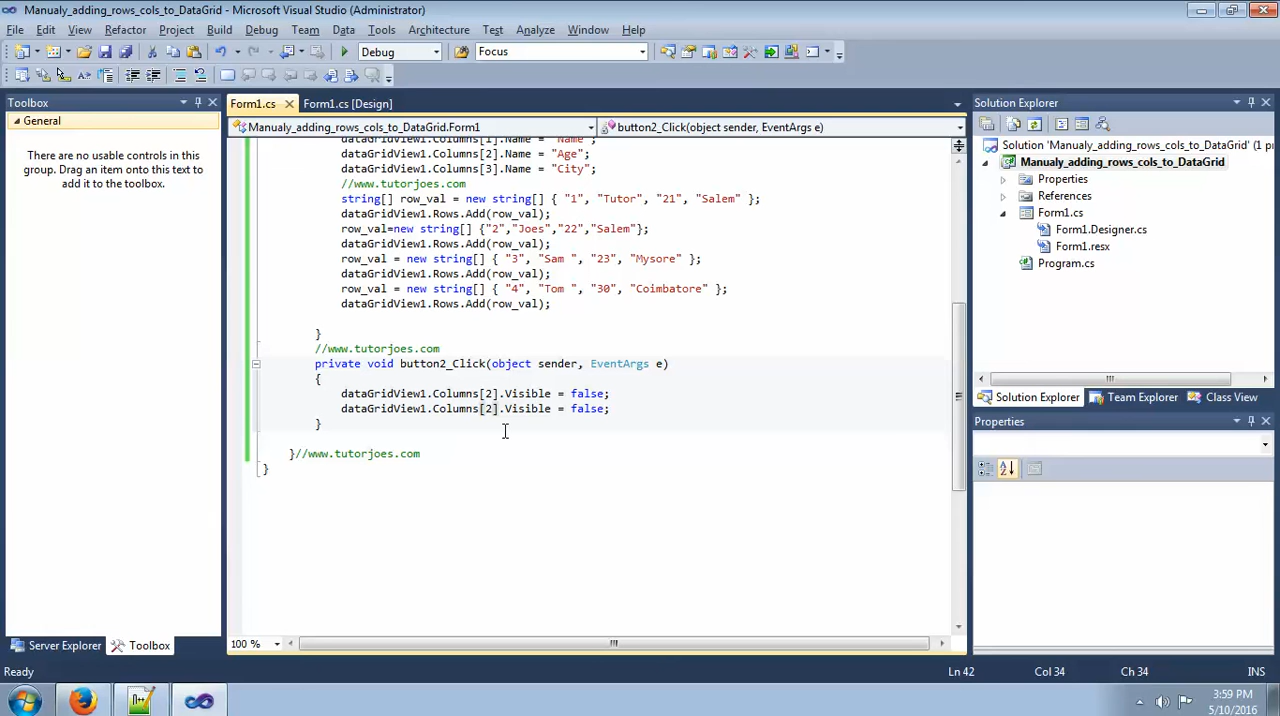 Manualy_adding_rows_cols_to_DataGrid - Microsoft Visual Studio (Administrator)
File Edit View Refactor Project Build Debug Team Data Tools Architecture Test Analyze Window Help
Debug Focus
Toolbox
General
There are no usable controls in this
group. Drag an item onto this text to
add it to the toolbox.
Server Explorer Toolbox
Form1.cs Form1.cs [Design]
Manualy_adding_rows_cols_to_DataGrid.Form1 button2_Click(object sender, EventArgs e)
dataGridView1.Columns[1].Name = "Name";
dataGridView1.Columns[2].Name = "Age";
dataGridView1.Columns[3].Name = "City";
//www.tutorjoes.com
string[] row_val = new string[] { "1", "Tutor", "21", "Salem" };
dataGridView1.Rows.Add(row_val);
row_val=new string[] {"2","Joes","22","Salem"};
dataGridView1.Rows.Add(row_val);
row_val = new string[] { "3", "Sam ", "23", "Mysore" };
dataGridView1.Rows.Add(row_val);
row_val = new string[] { "4", "Tom ", "30", "Coimbatore" };
dataGridView1.Rows.Add(row_val);
}
//www.tutorjoes.com
private void button2_Click(object sender, EventArgs e)
{
dataGridView1.Columns[2].Visible = false;
dataGridView1.Columns[2].Visible = false;
}
}//www.tutorjoes.com
}
100 %
Solution Explorer
Solution 'Manualy_adding_rows_cols_to_DataGrid' (1 p
Manualy_adding_rows_cols_to_DataGrid
Properties
References
Form1.cs
Form1.Designer.cs
Form1.resx
Program.cs
Solution Explorer Team Explorer Class View
Properties
Ready Ln 42 Col 34 Ch 34 INS
3:59 PM
5/10/2016